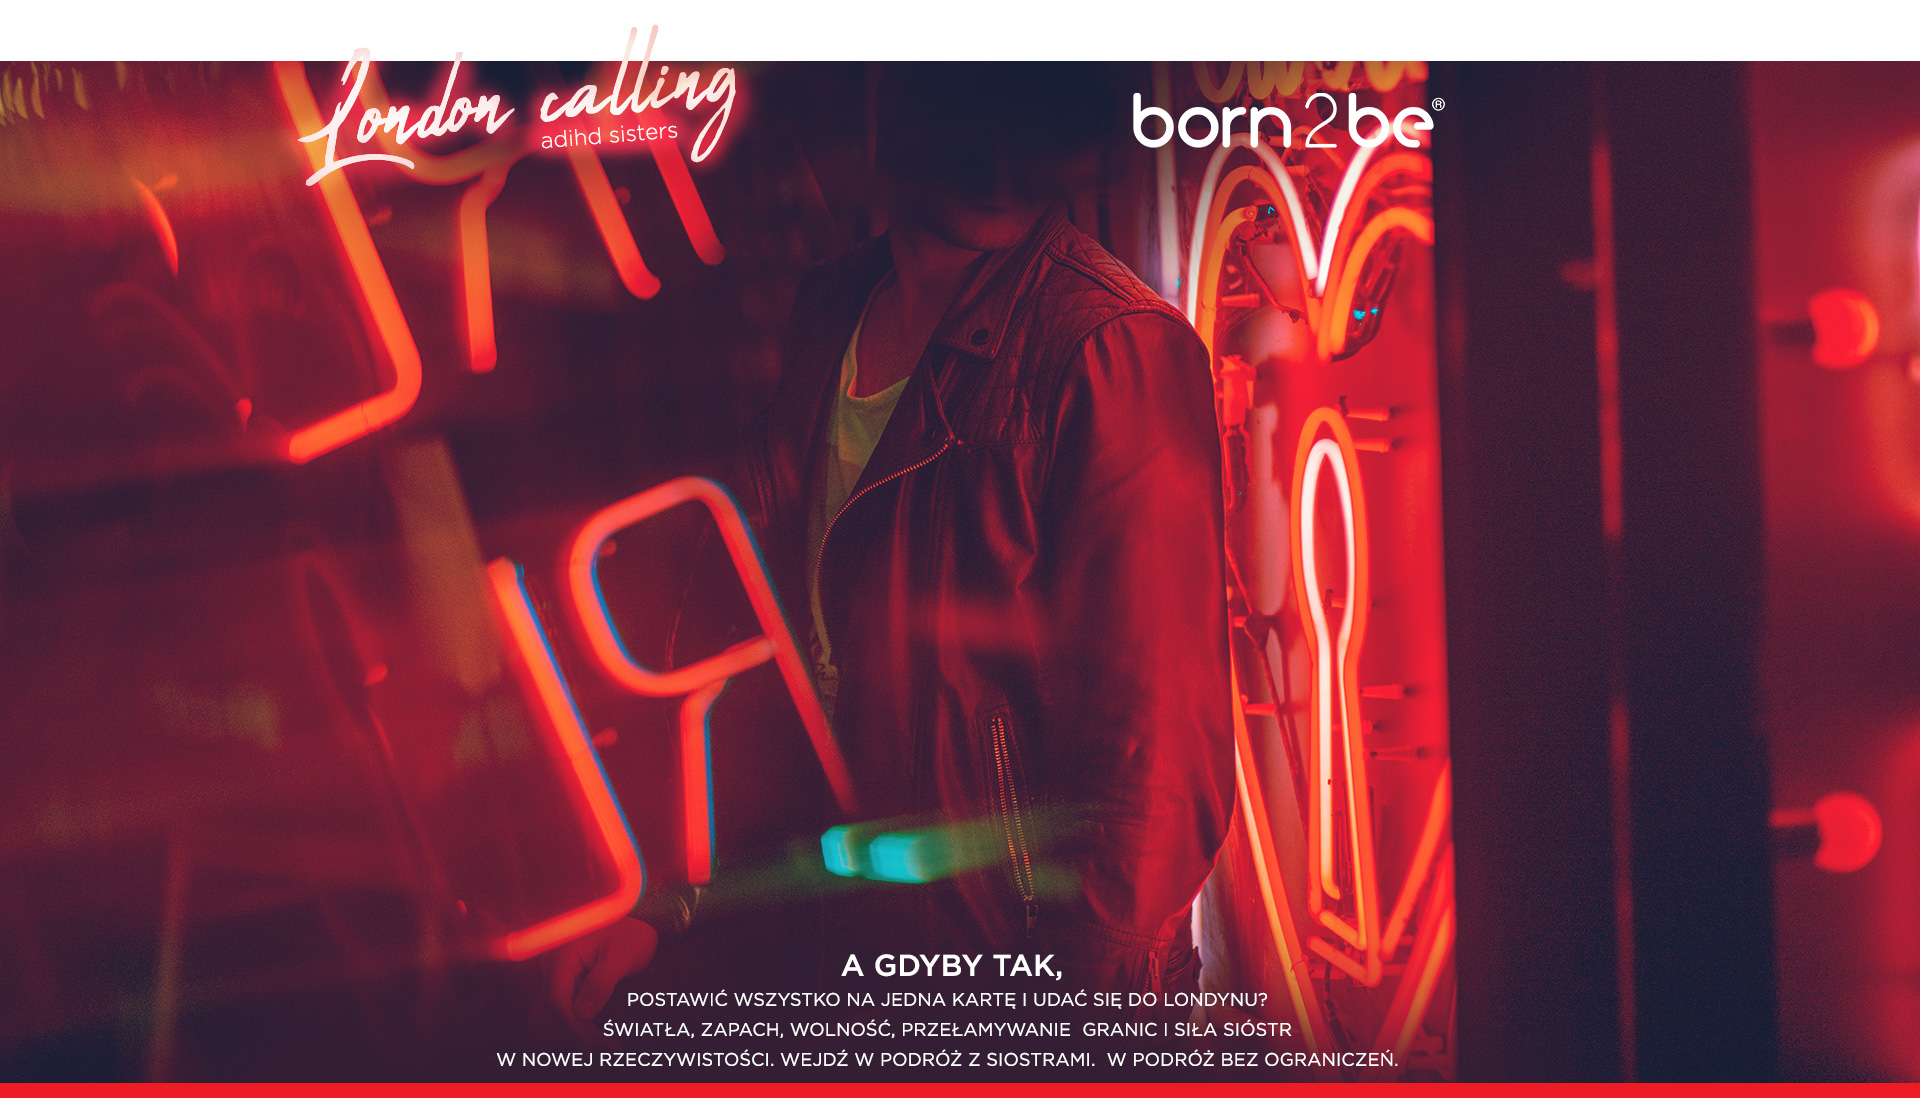 London calling
adihd sisters
born2be®
A GDYBY TAK,
POSTAWIĆ WSZYSTKO NA JEDNA KARTĘ I UDAĆ SIĘ DO LONDYNU?
ŚWIATŁA, ZAPACH, WOLNOŚĆ, PRZEŁAMYWANIE GRANIC I SIŁA SIÓSTR
W NOWEJ RZECZYWISTOŚCI. WEJDŹ W PODRÓŻ Z SIOSTRAMI. W PODRÓŻ BEZ OGRANICZEŃ.